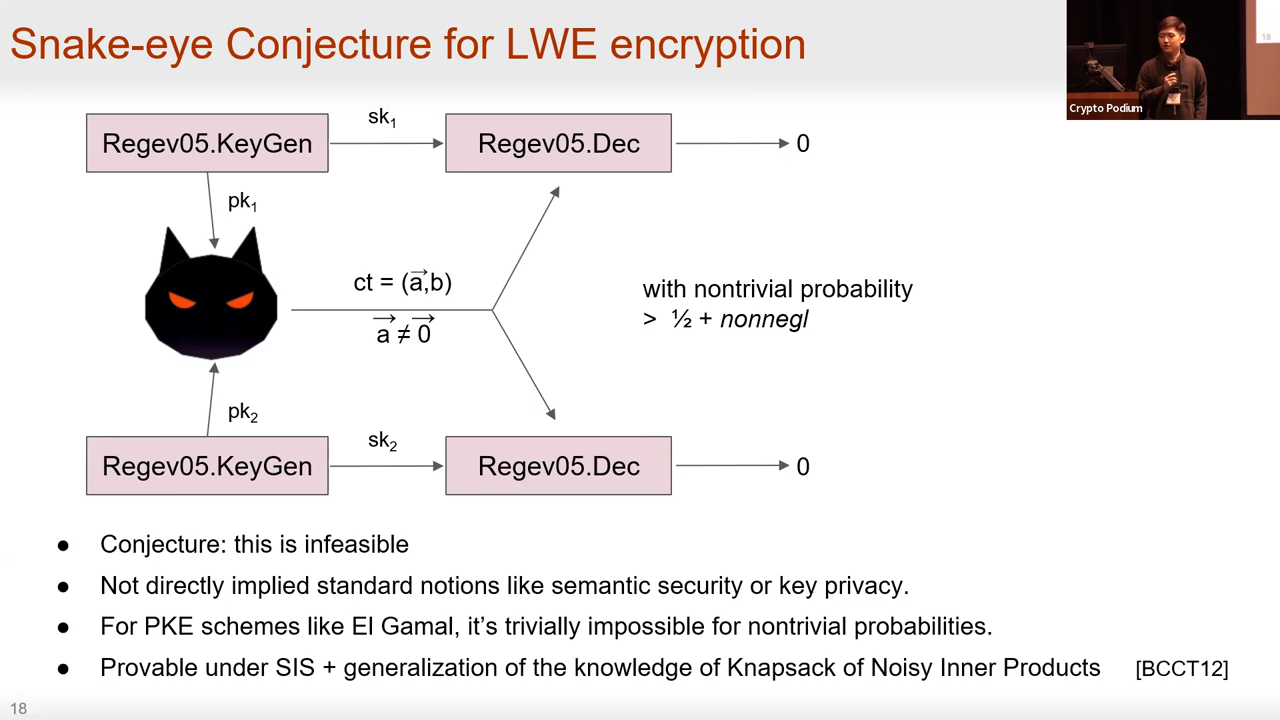 Snake-eye Conjecture for LWE encryption
18
Crypto Podium
Regev05.KeyGen
sk₁
Regev05.Dec
0
pk₁
ct = (a⃗,b)
a⃗ ≠ 0⃗
with nontrivial probability
> ½ + nonnegl
pk₂
Regev05.KeyGen
sk₂
Regev05.Dec
0
● Conjecture: this is infeasible
● Not directly implied standard notions like semantic security or key privacy.
● For PKE schemes like El Gamal, it's trivially impossible for nontrivial probabilities.
● Provable under SIS + generalization of the knowledge of Knapsack of Noisy Inner Products [BCCT12]
18